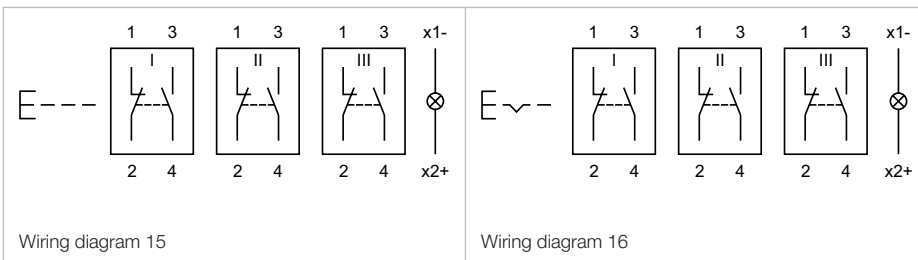 1 3 1 3 1 3 x1-
I II III
2 4 2 4 2 4 x2+
Wiring diagram 15
1 3 1 3 1 3 x1-
I II III
2 4 2 4 2 4 x2+
Wiring diagram 16